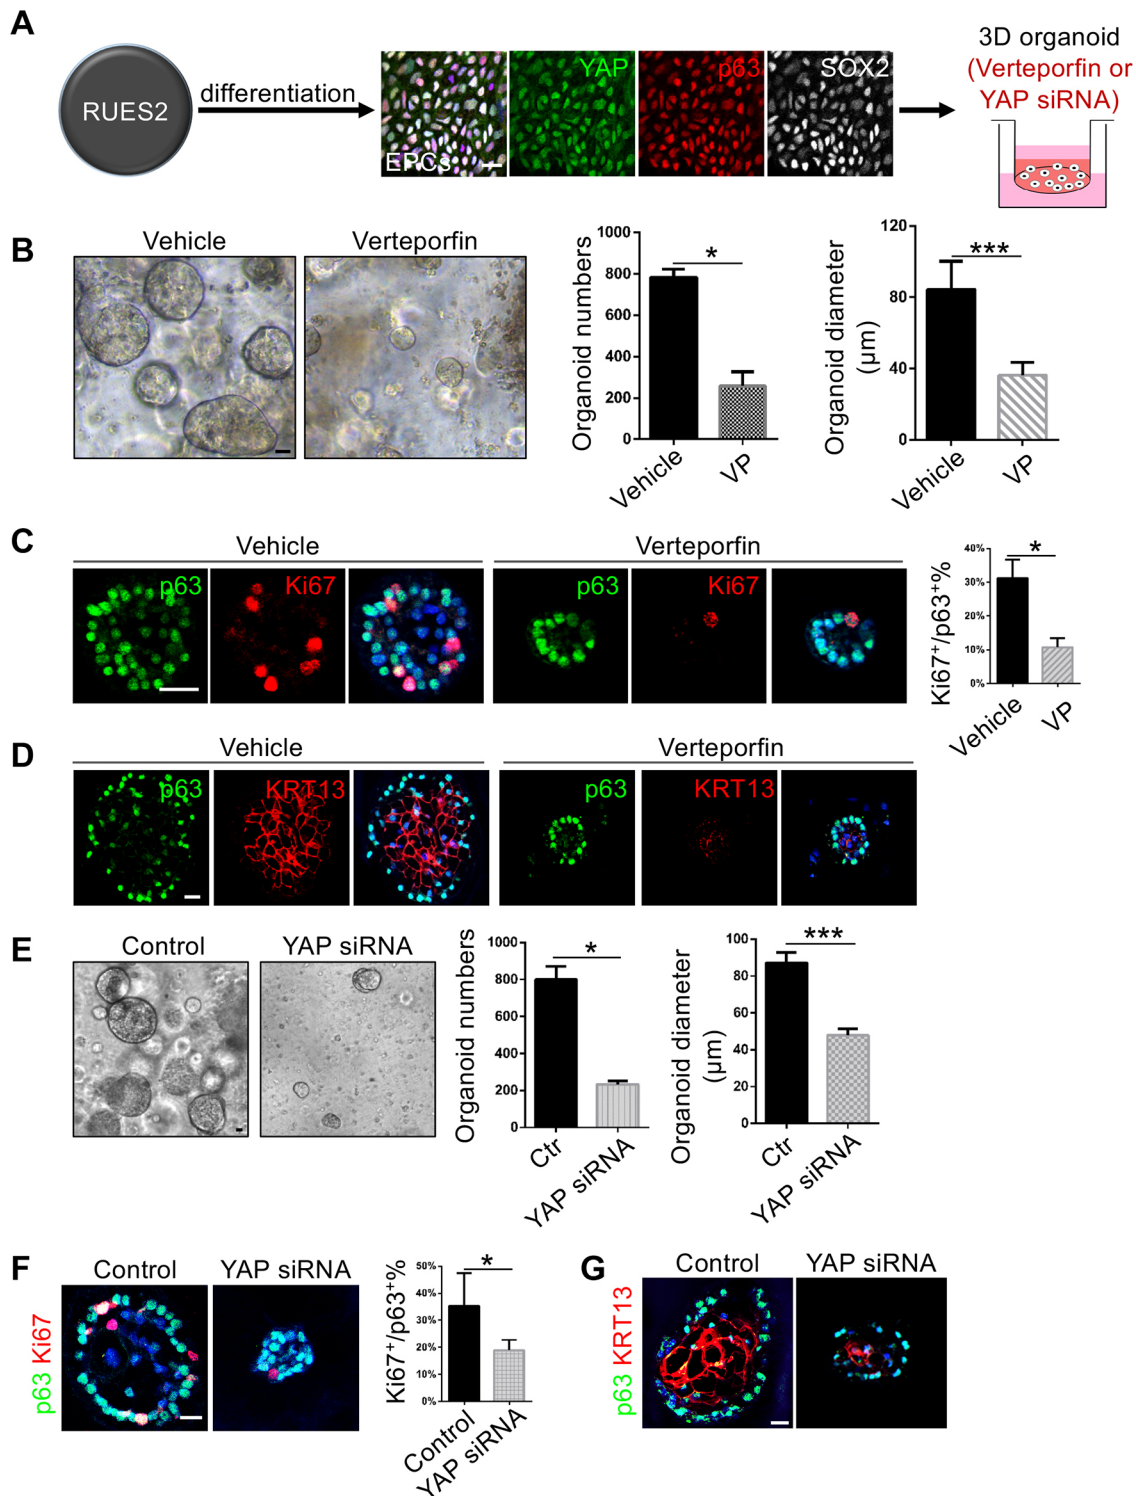 A
RUES2
differentiation
EPCs
YAP
p63
SOX2
3D organoid
(Verteporfin or
YAP siRNA)
B
Vehicle
Verteporfin
Organoid numbers
1000
800
600
400
200
0
*
Vehicle
VP
Organoid diameter
(μm)
120
80
40
0
***
Vehicle
VP
C
Vehicle
Verteporfin
p63
Ki67
p63
Ki67
Ki67+/p63+%
40%
30%
20%
10%
0%
*
Vehicle
VP
D
Vehicle
Verteporfin
p63
KRT13
p63
KRT13
E
Control
YAP siRNA
Organoid numbers
1000
800
600
400
200
0
*
Ctr
YAP siRNA
Organoid diameter
(μm)
100
80
60
40
20
0
***
Ctr
YAP siRNA
F
Control
YAP siRNA
p63 Ki67
Ki67+/p63+%
50%
40%
30%
20%
10%
0%
*
Control
YAP siRNA
G
Control
YAP siRNA
p63 KRT13